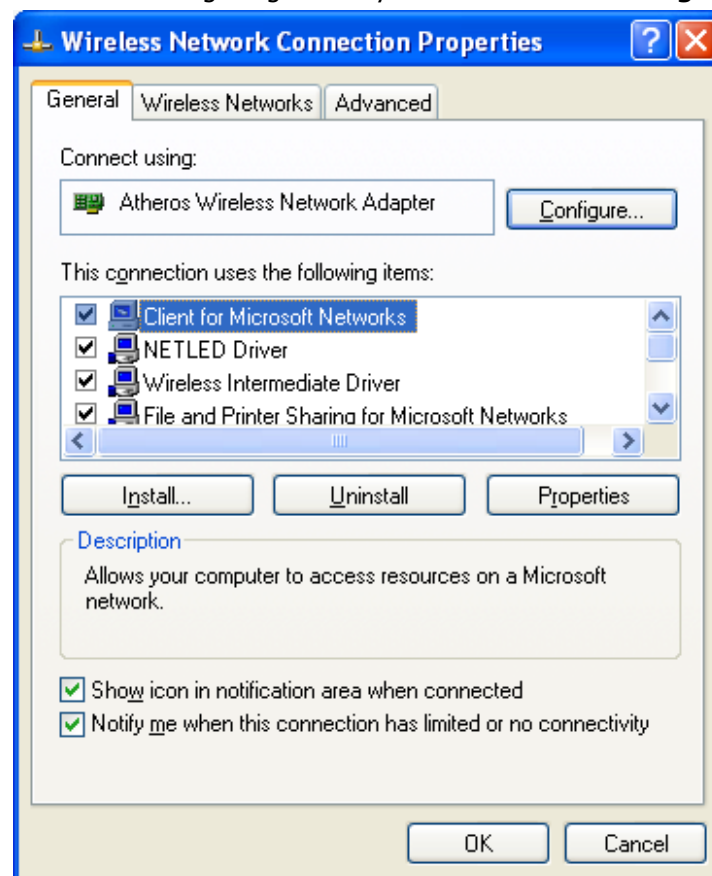 Wireless Network Connection Properties
General Wireless Networks Advanced
Connect using:
Atheros Wireless Network Adapter Configure...
This connection uses the following items:
Client for Microsoft Networks
NETLED Driver
Wireless Intermediate Driver
File and Printer Sharing for Microsoft Networks
Install... Uninstall Properties
Description
Allows your computer to access resources on a Microsoft
network.
Show icon in notification area when connected
Notify me when this connection has limited or no connectivity
OK Cancel